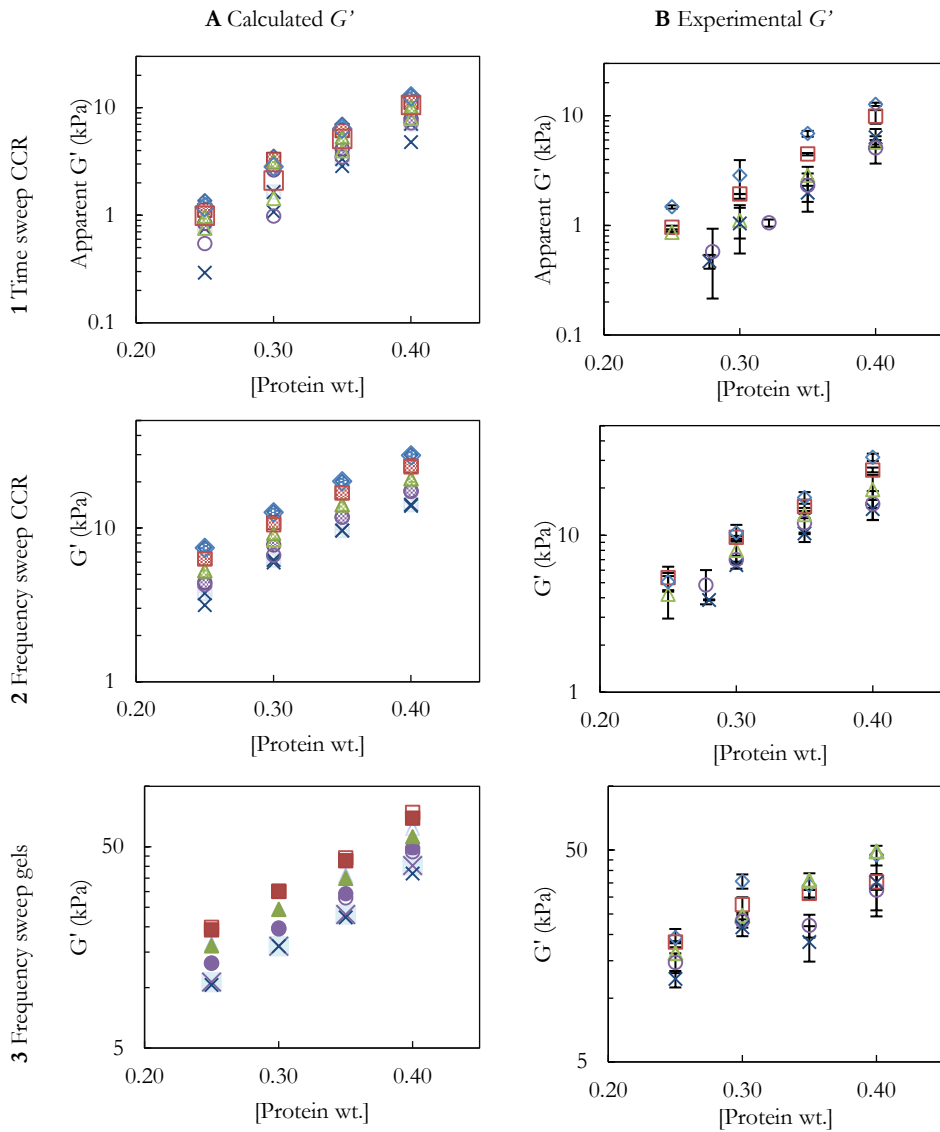 A Calculated G’
B Experimental G’
1 Time sweep CCR
Apparent G' (kPa)
10
1
0.1
0.20
0.30
0.40
[Protein wt.]
Apparent G' (kPa)
10
1
0.1
0.20
0.30
0.40
[Protein wt.]
2 Frequency sweep CCR
G' (kPa)
10
1
0.20
0.30
0.40
[Protein wt.]
G' (kPa)
10
1
0.20
0.30
0.40
[Protein wt.]
3 Frequency sweep gels
G' (kPa)
50
5
0.20
0.30
0.40
[Protein wt.]
G' (kPa)
50
5
0.20
0.30
0.40
[Protein wt.]